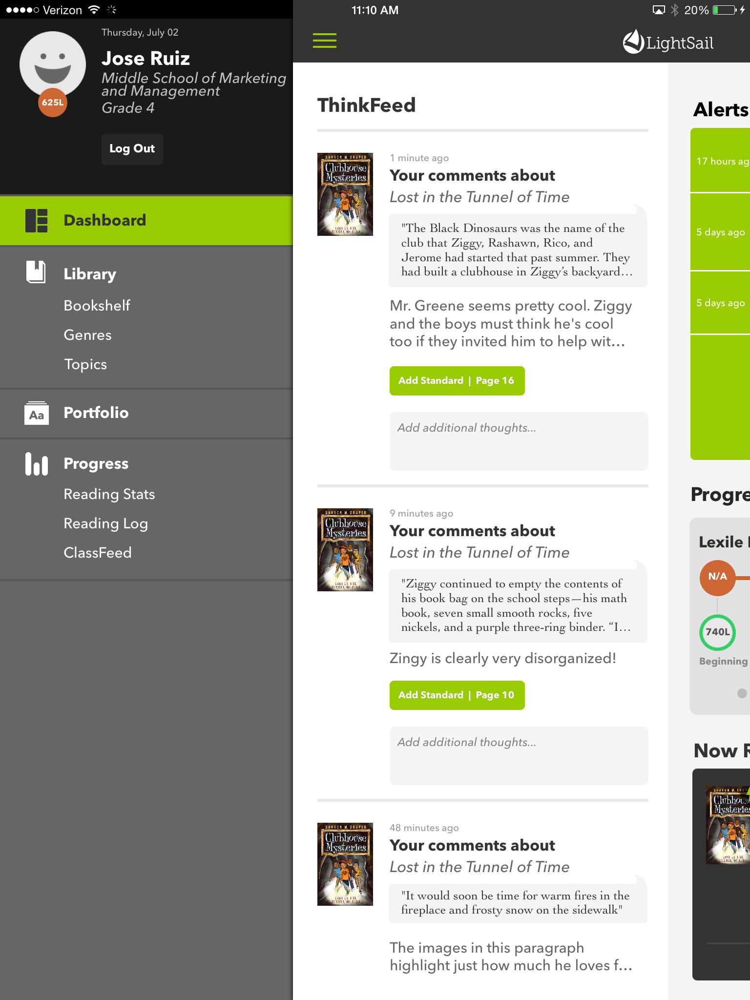 Verizon
11:10 AM
20%
Thursday, July 02
Jose Ruiz
Middle School of Marketing
and Management
Grade 4
625L
Log Out
Dashboard
Library
Bookshelf
Genres
Topics
Aa
Portfolio
Progress
Reading Stats
Reading Log
ClassFeed
LightSail
ThinkFeed
SHARON M. DRAPER
Clubhouse
Mysteries
LOST IN THE
TUNNEL OF TIME
1 minute ago
Your comments about
Lost in the Tunnel of Time
"The Black Dinosaurs was the name of the
club that Ziggy, Rashawn, Rico, and
Jerome had started that past summer. They
had built a clubhouse in Ziggy’s backyard…
Mr. Greene seems pretty cool. Ziggy
and the boys must think he's cool
too if they invited him to help wit…
Add Standard | Page 16
Add additional thoughts...
SHARON M. DRAPER
Clubhouse
Mysteries
LOST IN THE
TUNNEL OF TIME
9 minutes ago
Your comments about
Lost in the Tunnel of Time
"Ziggy continued to empty the contents of
his book bag on the school steps—his math
book, seven small smooth rocks, five
nickels, and a purple three-ring binder. “I…
Zingy is clearly very disorganized!
Add Standard | Page 10
Add additional thoughts...
SHARON M. DRAPER
Clubhouse
Mysteries
LOST IN THE
TUNNEL OF TIME
48 minutes ago
Your comments about
Lost in the Tunnel of Time
"It would soon be time for warm fires in the
fireplace and frosty snow on the sidewalk"
The images in this paragraph
highlight just how much he loves f…
Alerts
17 hours ag
5 days ago
5 days ago
Progre
Lexile
N/A
740L
Beginning
Now R
SHARON M. DRA
Clubhous
Mysteries
LOST IN THE
TUNNEL OF TIME